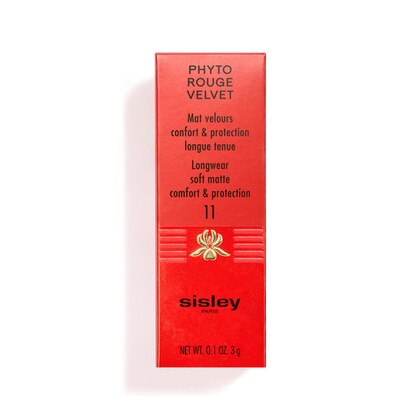 PHYTO
ROUGE
VELVET
Mat velours
confort & protection
longue tenue
Longwear
soft matte
comfort & protection
11
sisley
PARIS
NET WT. 0.1 OZ. 3g